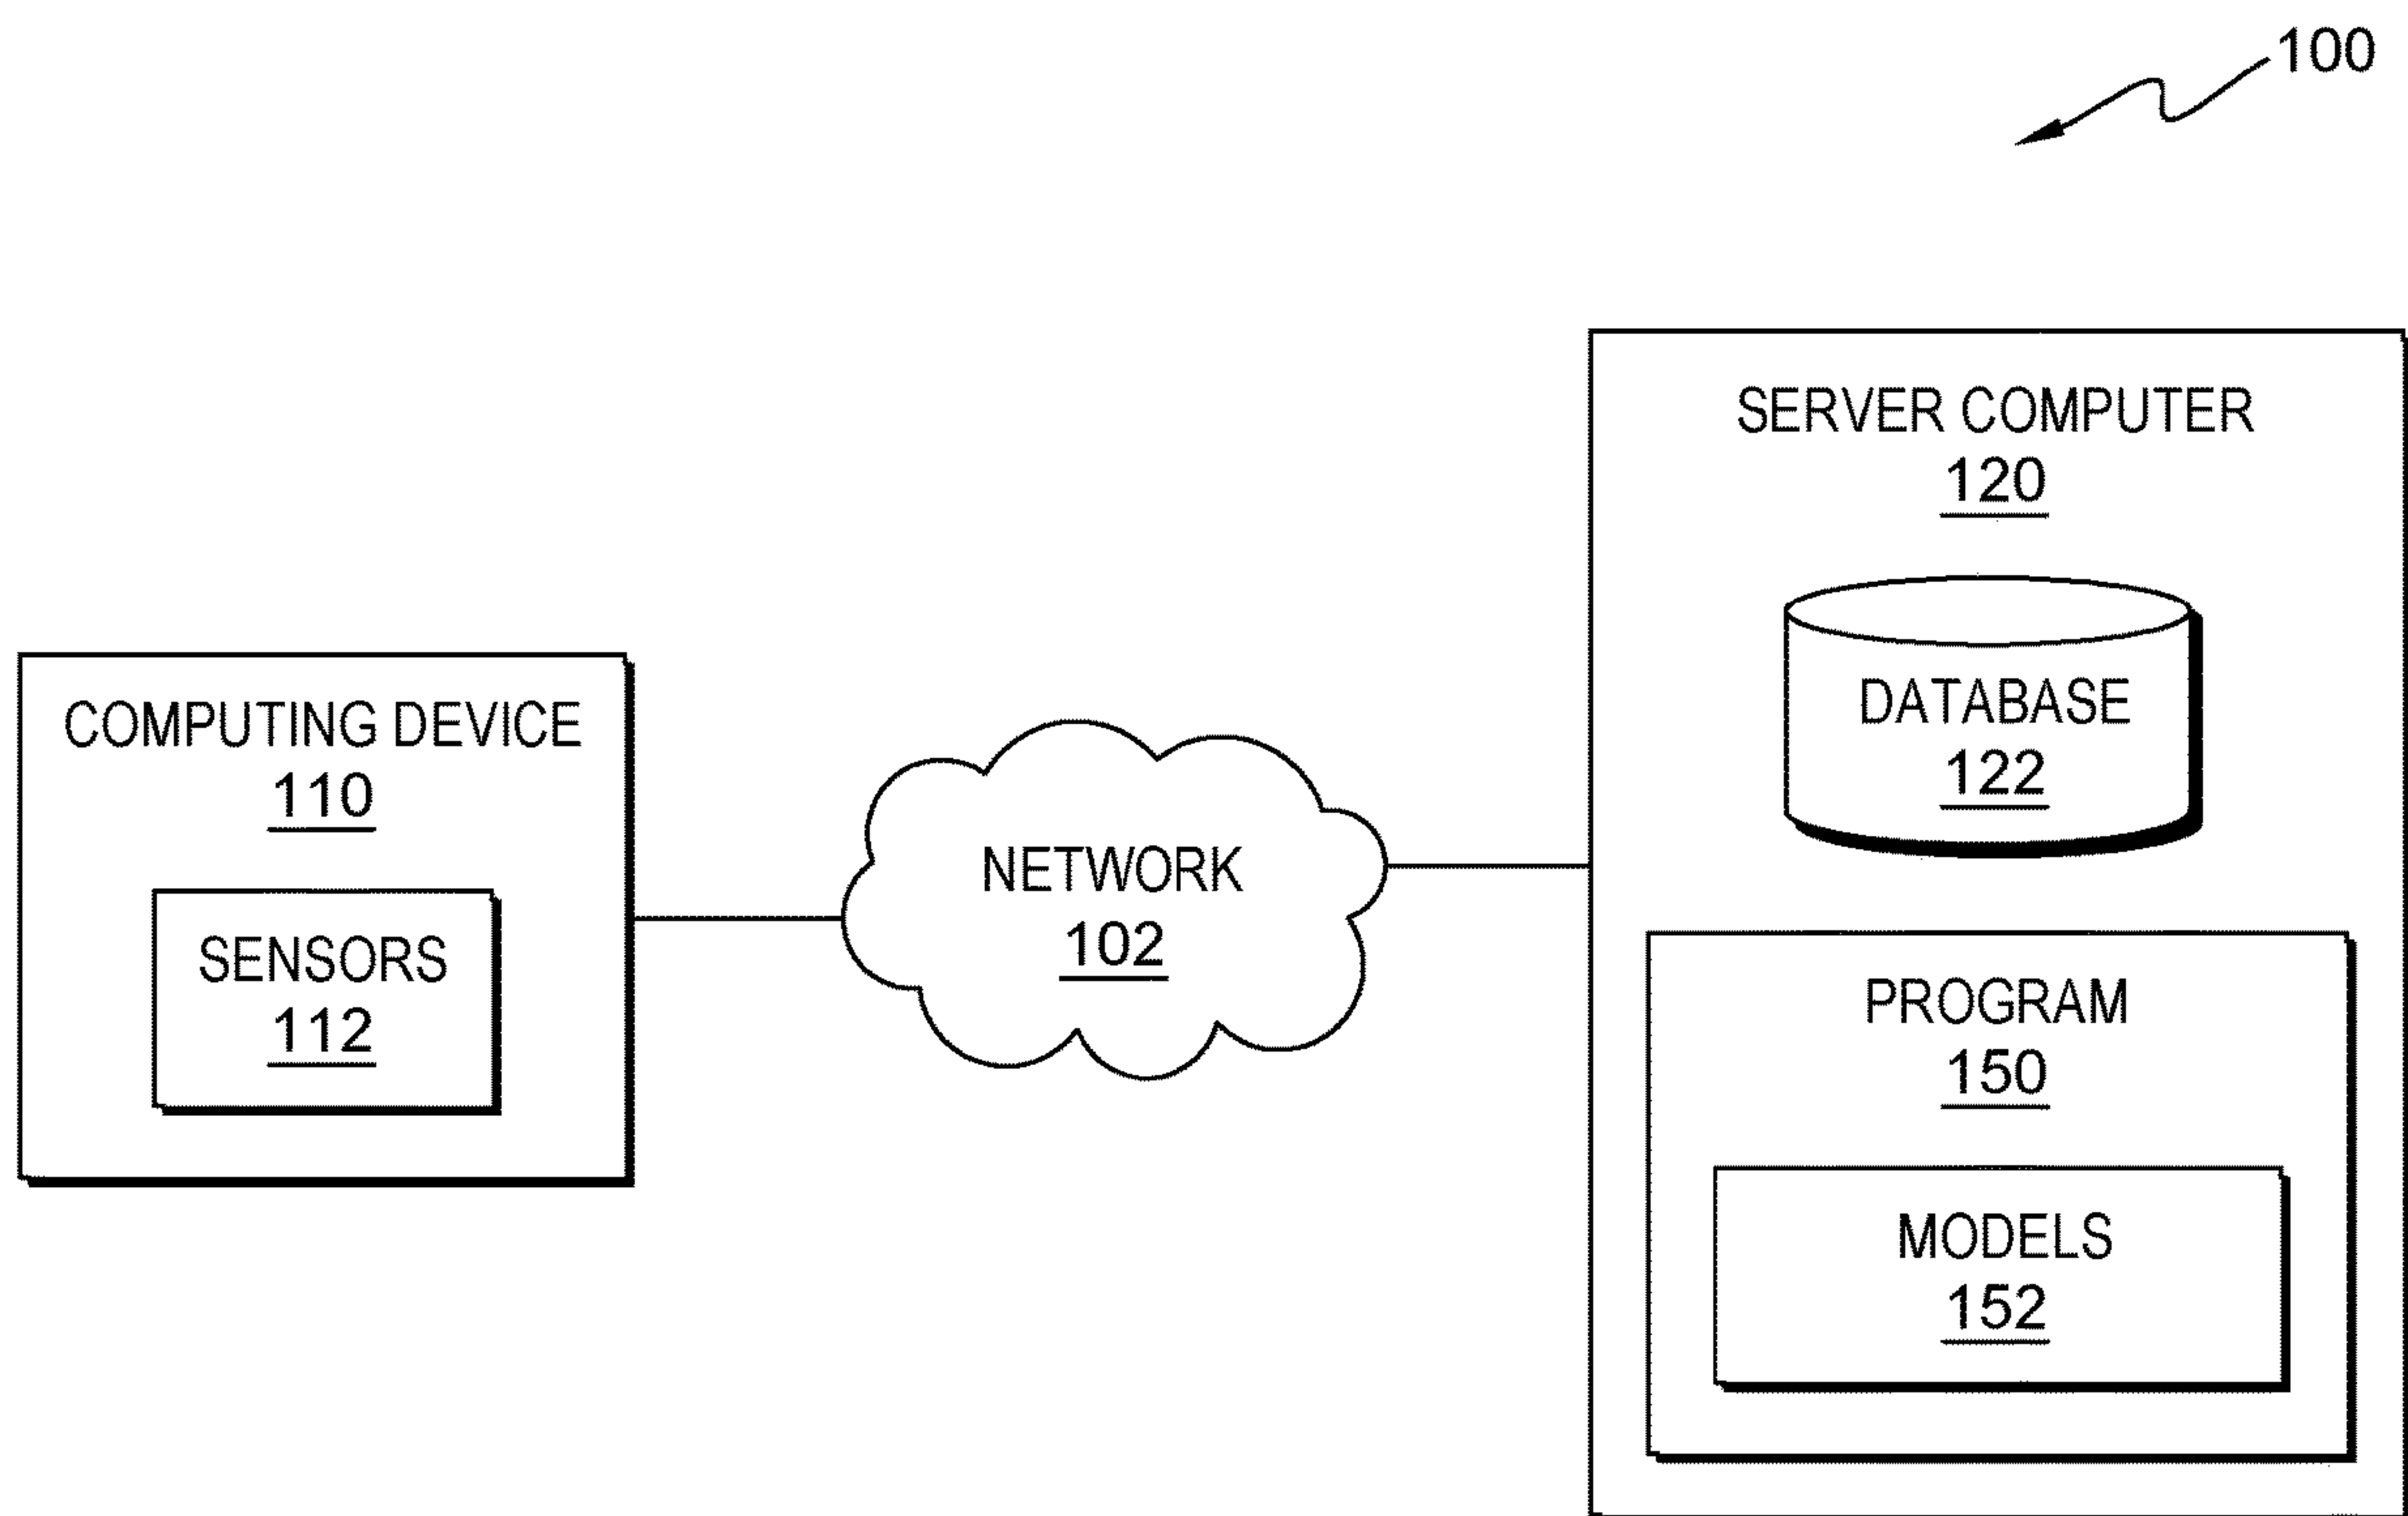 100
COMPUTING DEVICE
110
SENSORS
112
NETWORK
102
SERVER COMPUTER
120
DATABASE
122
PROGRAM
150
MODELS
152